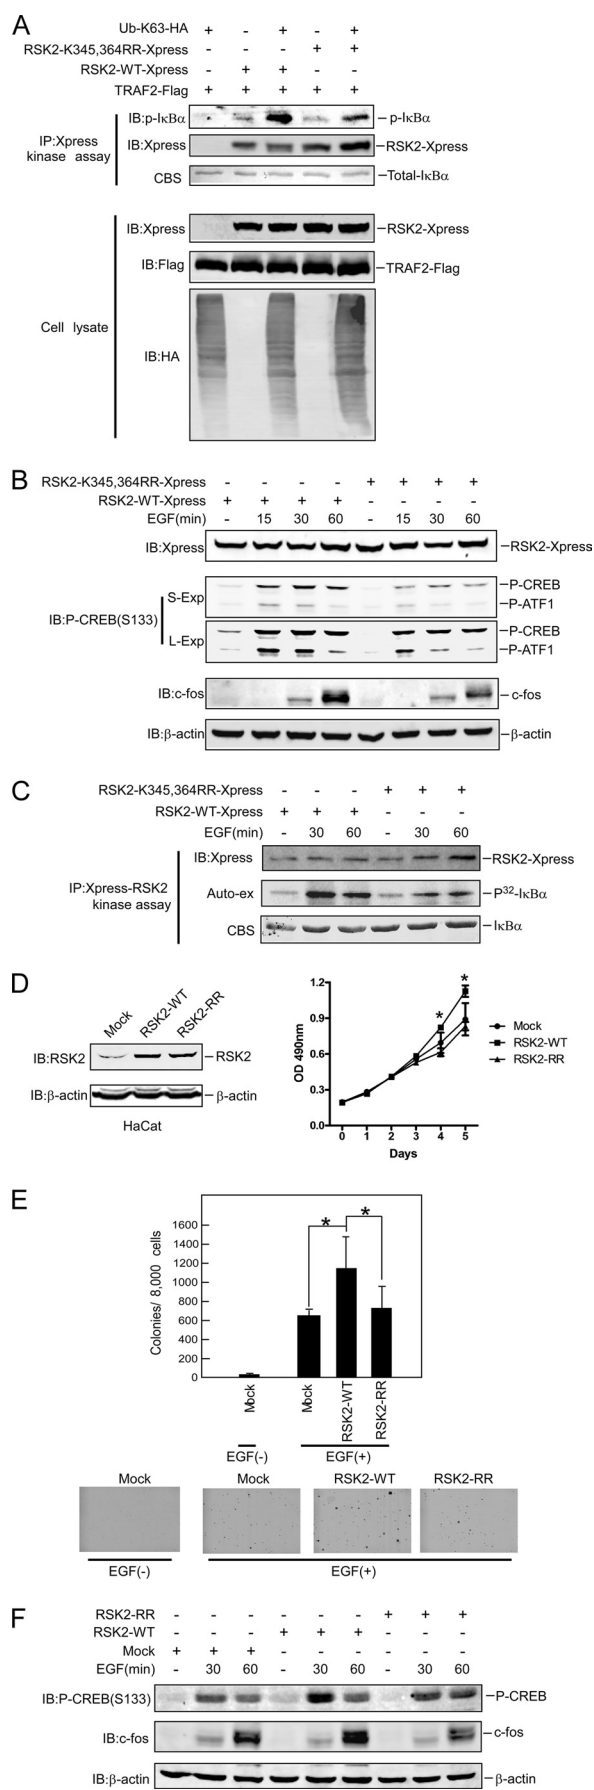 A
Ub-K63-HA + - + - +
RSK2-K345,364RR-Xpress - - - + +
RSK2-WT-Xpress - + + - -
TRAF2-Flag + + + + +
IB:p-IκBα p-IκBα
IP:Xpress kinase assay
IB:Xpress RSK2-Xpress
CBS Total-IκBα
IB:Xpress RSK2-Xpress
IB:Flag TRAF2-Flag
Cell lysate
IB:HA
B
RSK2-K345,364RR-Xpress - - - - + + + +
RSK2-WT-Xpress + + + + - - - -
EGF(min) - 15 30 60 - 15 30 60
IB:Xpress RSK2-Xpress
S-Exp P-CREB
P-ATF1
IB:P-CREB(S133)
L-Exp P-CREB
P-ATF1
IB:c-fos c-fos
IB:β-actin β-actin
C
RSK2-K345,364RR-Xpress - - - + + +
RSK2-WT-Xpress + + + - - -
EGF(min) - 30 60 - 30 60
IB:Xpress RSK2-Xpress
IP:Xpress-RSK2 kinase assay
Auto-ex P32-IκBα
CBS IκBα
D
Mock RSK2-WT RSK2-RR
IB:RSK2 RSK2
IB:β-actin β-actin
HaCat
OD 490nm
1.2
0.9
0.6
0.3
0.0
* *
Mock
RSK2-WT
RSK2-RR
0 1 2 3 4 5
Days
E
Colonies/ 8,000 cells
1600
1400
1200
1000
800
600
400
200
0
* *
Mock Mock RSK2-WT RSK2-RR
EGF(-) EGF(+)
Mock Mock RSK2-WT RSK2-RR
EGF(-) EGF(+)
F
RSK2-RR - - - - - - + + +
RSK2-WT - - - + + + - - -
Mock + + + - - - - - -
EGF(min) - 30 60 - 30 60 - 30 60
IB:P-CREB(S133) P-CREB
IB:c-fos c-fos
IB:β-actin β-actin